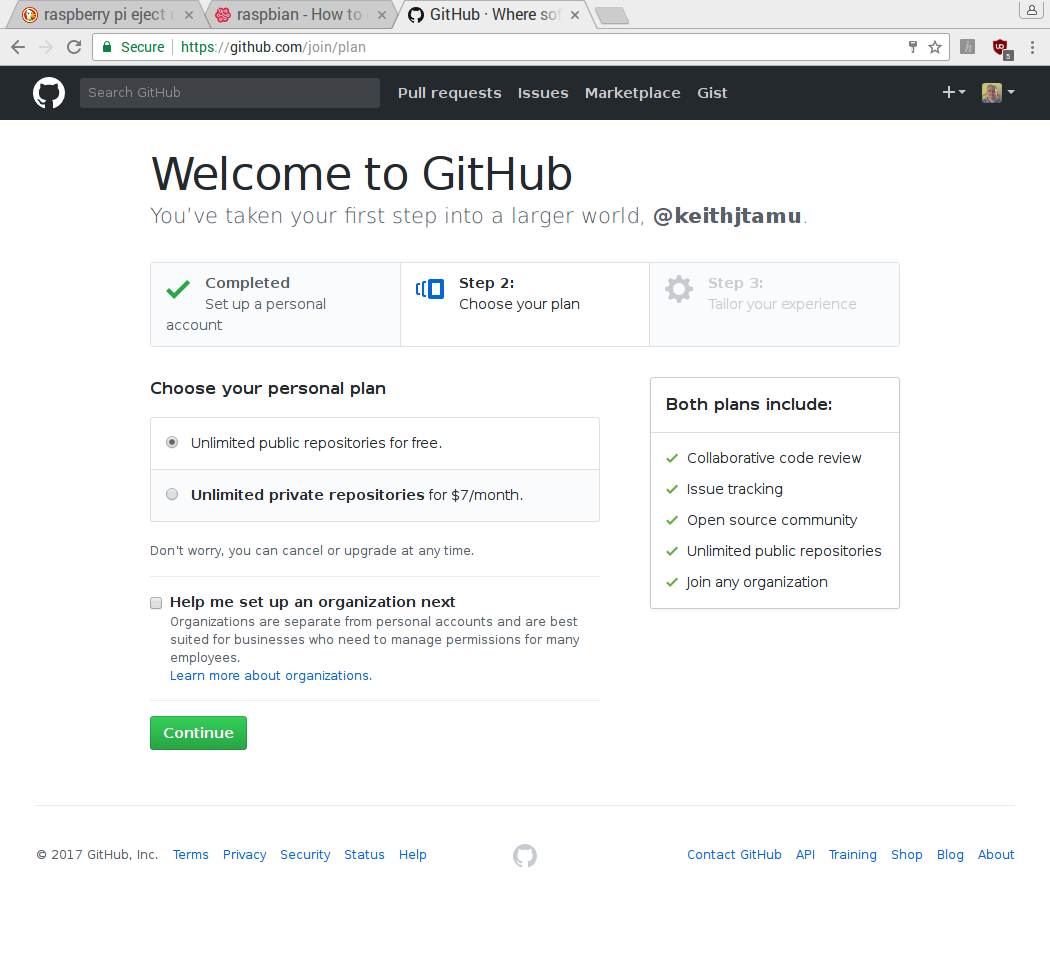 raspberry pi eject
raspbian - How to
GitHub · Where
Secure
https://github.com/join/plan
5
Search GitHub
Pull requests
Issues
Marketplace
Gist
Welcome to GitHub
You’ve taken your first step into a larger world, @keithjtamu.
Completed
Set up a personal
account
Step 2:
Choose your plan
Step 3:
Tailor your experience
Choose your personal plan
Unlimited public repositories for free.
Unlimited private repositories for $7/month.
Don't worry, you can cancel or upgrade at any time.
Help me set up an organization next
Organizations are separate from personal accounts and are best
suited for businesses who need to manage permissions for many
employees.
Learn more about organizations.
Continue
Both plans include:
Collaborative code review
Issue tracking
Open source community
Unlimited public repositories
Join any organization
© 2017 GitHub, Inc. Terms Privacy Security Status Help
Contact GitHub API Training Shop Blog About